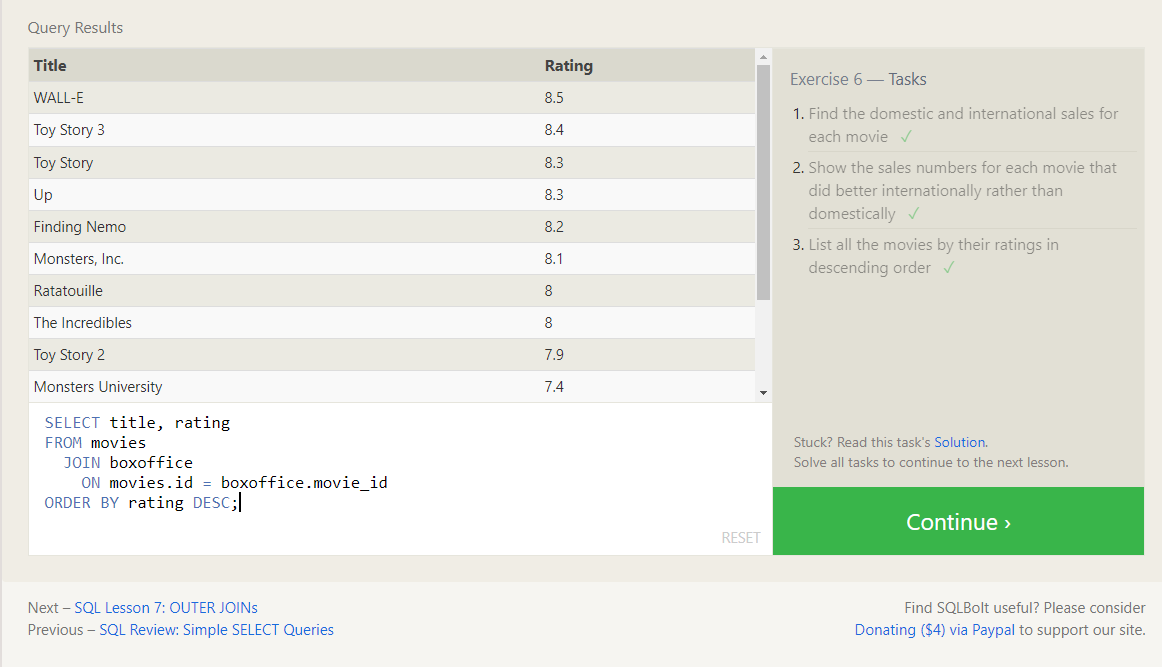 Query Results
Title Rating
WALL-E 8.5
Toy Story 3 8.4
Toy Story 8.3
Up 8.3
Finding Nemo 8.2
Monsters, Inc. 8.1
Ratatouille 8
The Incredibles 8
Toy Story 2 7.9
Monsters University 7.4
SELECT title, rating
FROM movies
  JOIN boxoffice
    ON movies.id = boxoffice.movie_id
ORDER BY rating DESC;
RESET
Exercise 6 — Tasks
1. Find the domestic and international sales for
each movie ✓
2. Show the sales numbers for each movie that
did better internationally rather than
domestically ✓
3. List all the movies by their ratings in
descending order ✓
Stuck? Read this task's Solution.
Solve all tasks to continue to the next lesson.
Continue ›
Next – SQL Lesson 7: OUTER JOINs
Previous – SQL Review: Simple SELECT Queries
Find SQLBolt useful? Please consider
Donating ($4) via Paypal to support our site.